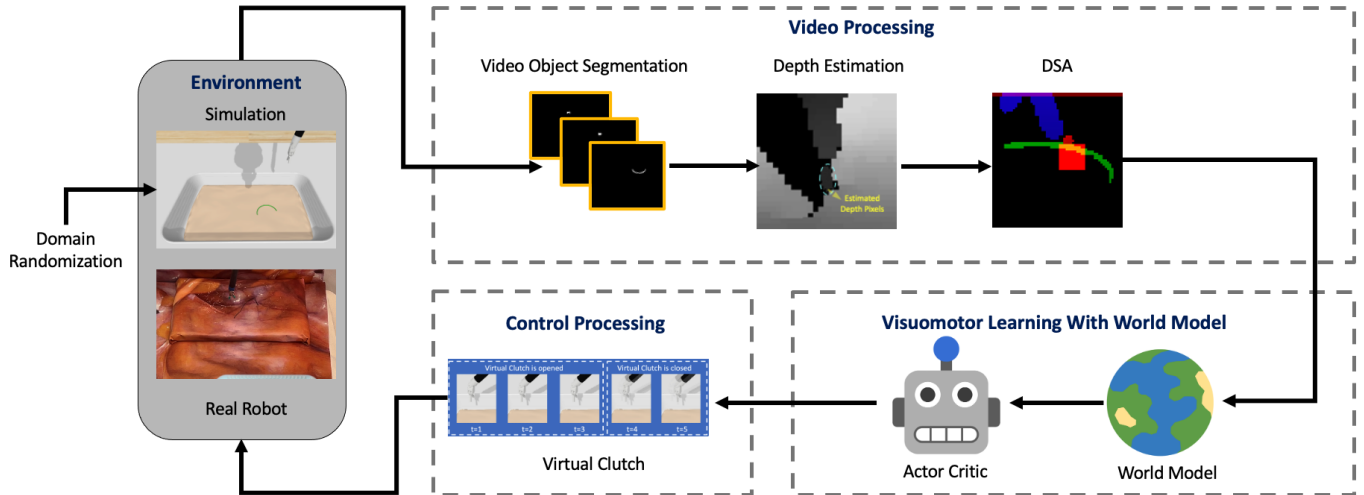 Environment
Simulation
Real Robot
Domain
Randomization
Video Processing
Video Object Segmentation
Depth Estimation
Estimated
Depth Pixels
DSA
Control Processing
Virtual Clutch is opened
Virtual Clutch is closed
t=1
t=2
t=3
t=4
t=5
Virtual Clutch
Visuomotor Learning With World Model
Actor Critic
World Model